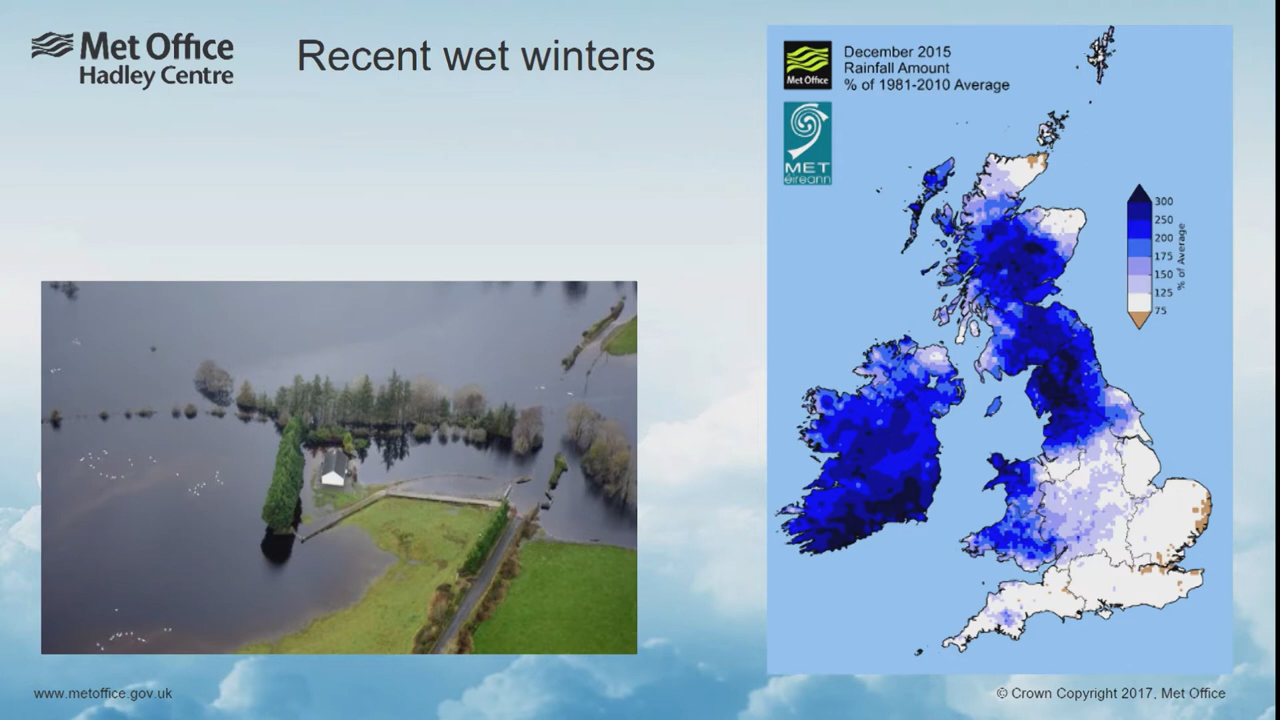 Met Office
Hadley Centre
Recent wet winters
Met Office
December 2015
Rainfall Amount
% of 1981-2010 Average
MET
éireann
300
250
200
175
150
125
75
% of Average
www.metoffice.gov.uk
© Crown Copyright 2017, Met Office